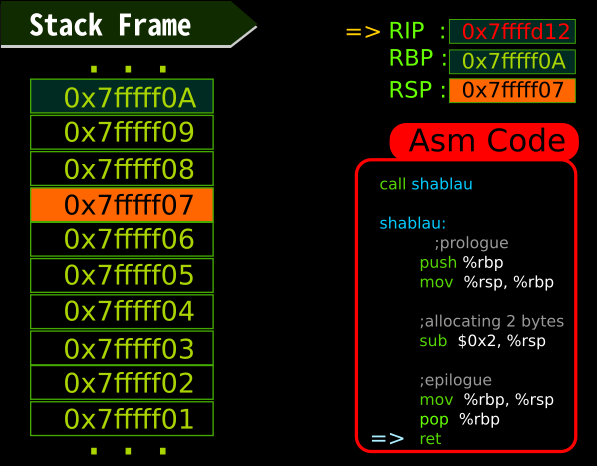 Stack Frame
. . .
0x7fffff0A
0x7fffff09
0x7fffff08
0x7fffff07
0x7fffff06
0x7fffff05
0x7fffff04
0x7fffff03
0x7fffff02
0x7fffff01
. . .
=> RIP : 0x7ffffd12
RBP : 0x7fffff0A
RSP : 0x7fffff07
Asm Code
call shablau
shablau:
;prologue
push %rbp
mov %rsp, %rbp
;allocating 2 bytes
sub $0x2, %rsp
;epilogue
mov %rbp, %rsp
pop %rbp
=> ret